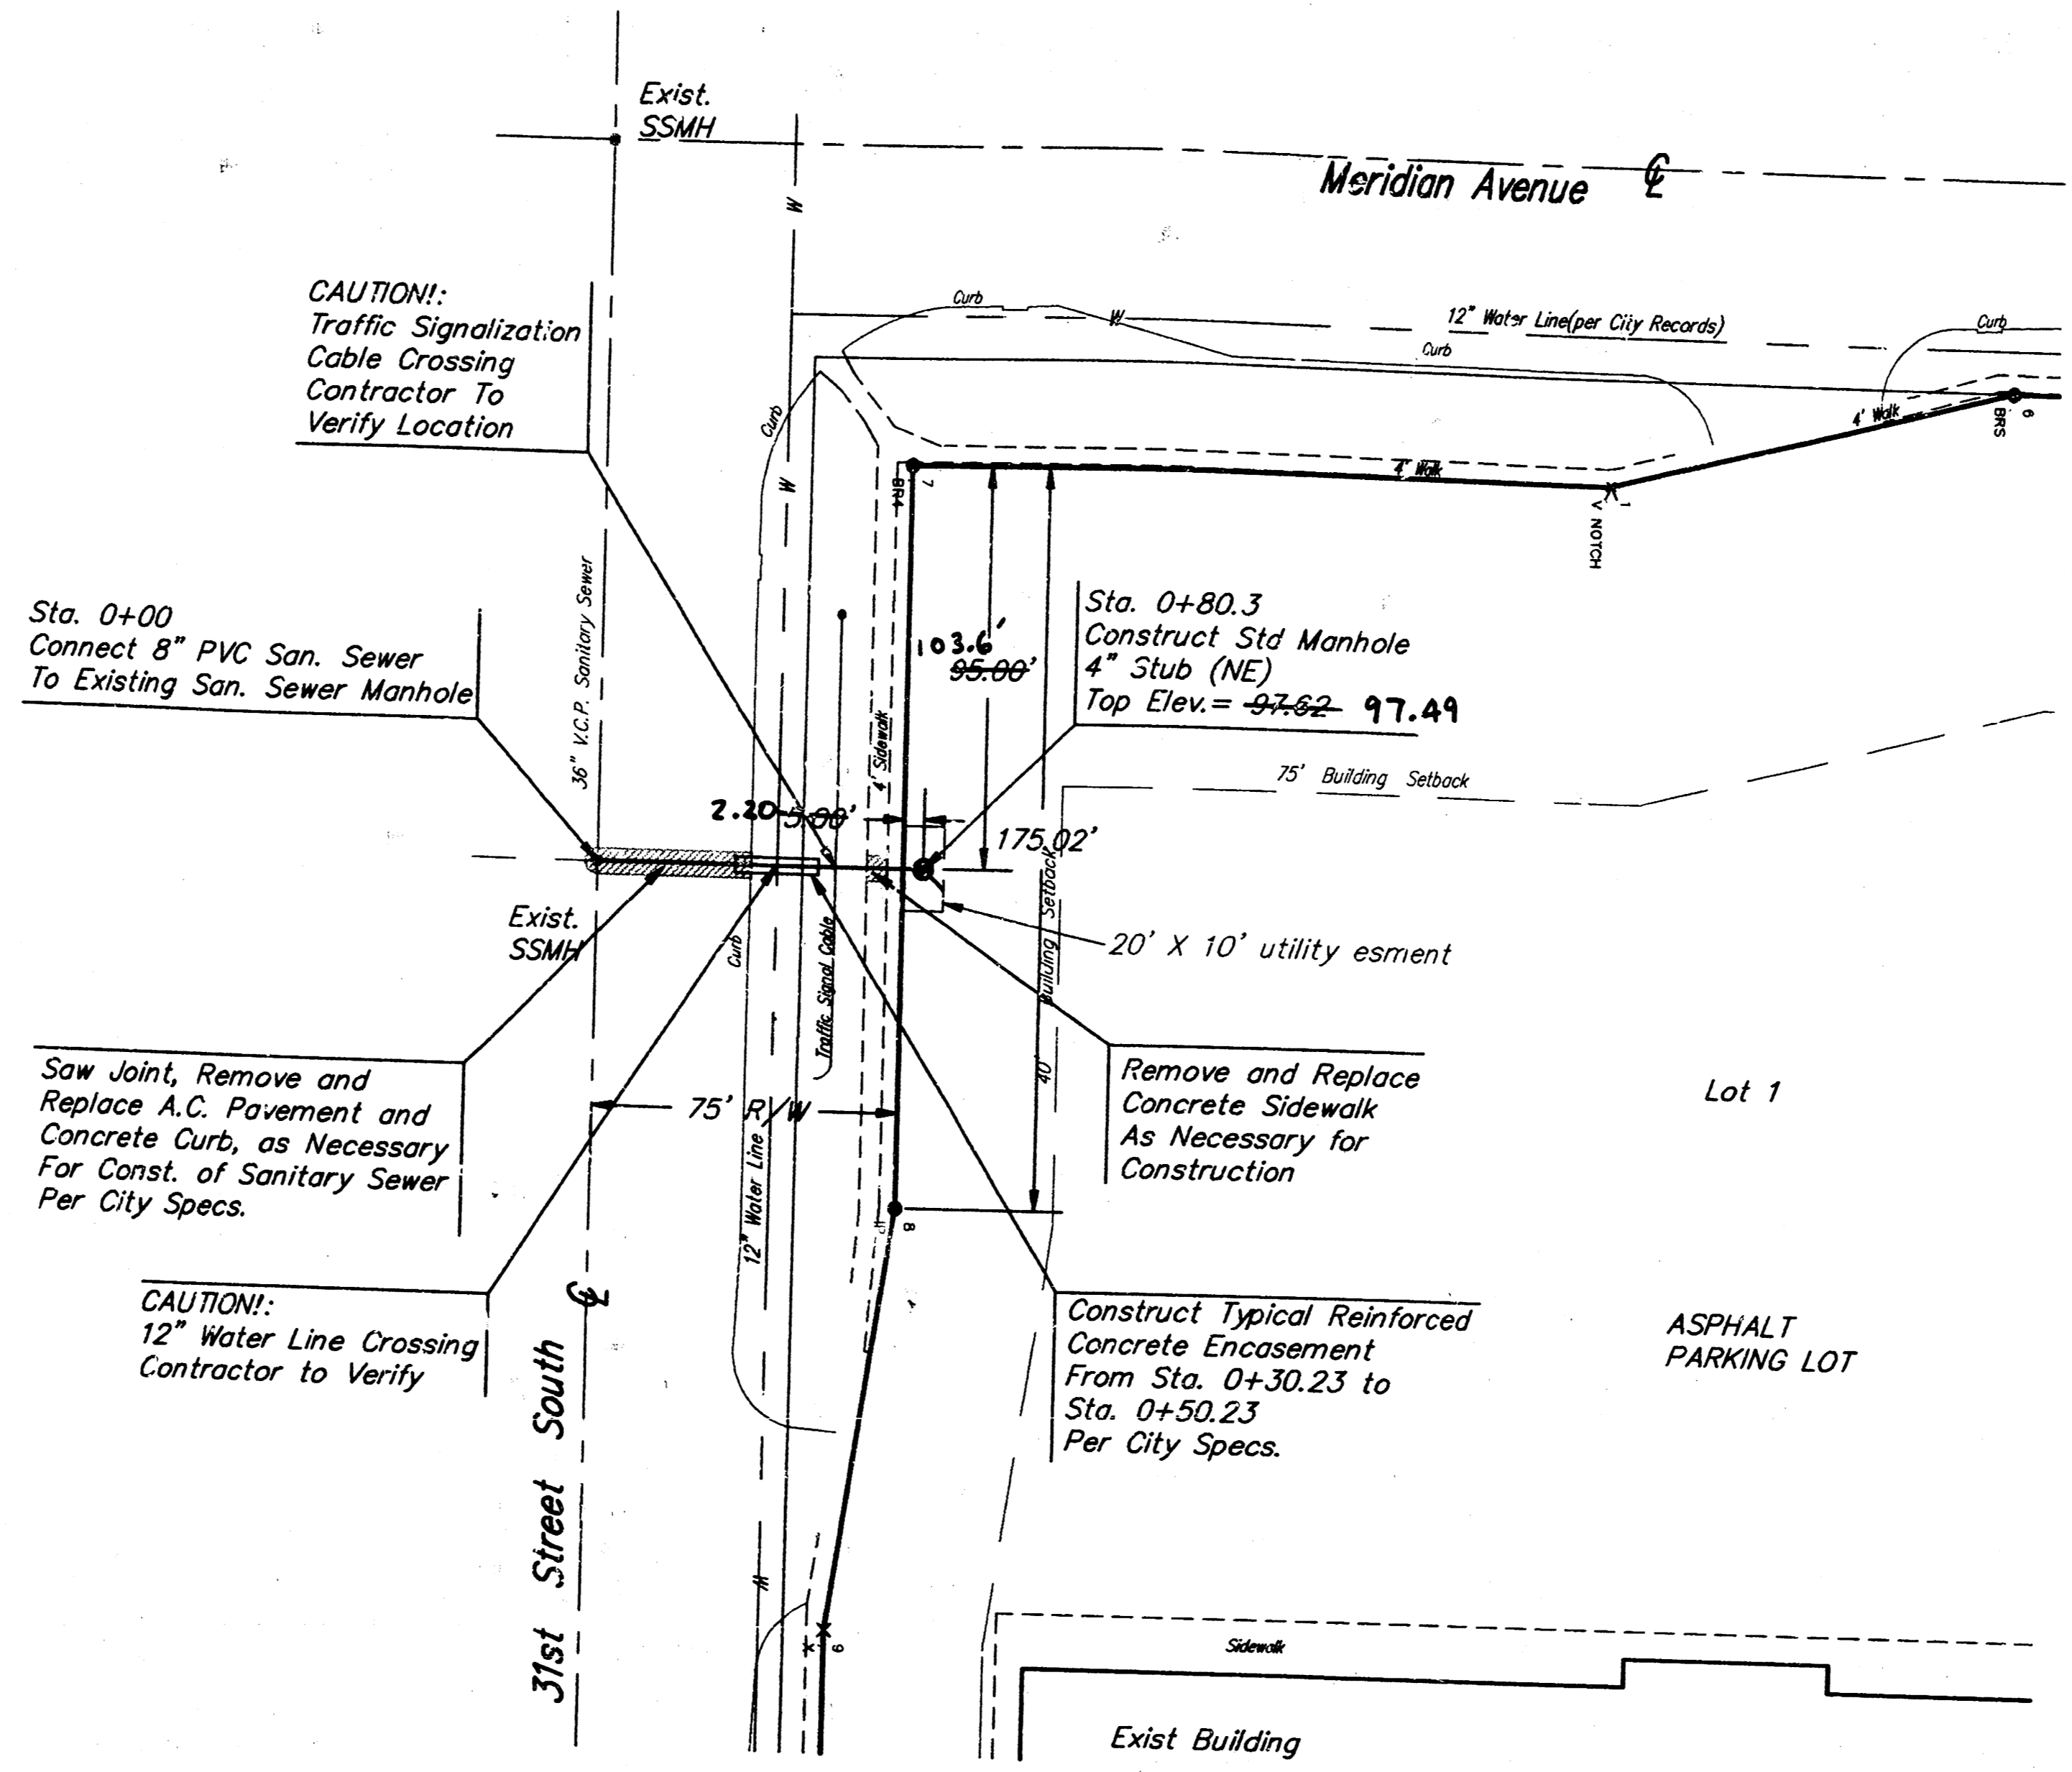 Exist.
SSMH
Meridian Avenue ℄
CAUTION!:
Traffic Signalization
Cable Crossing
Contractor To
Verify Location
Curb
W
W
12" Water Line(per City Records)
Curb
Curb
Curb
4' Walk
6
BRS
W
7
BR4
4' Walk
1
V NOTCH
36" V.C.P. Sanitary Sewer
Sta. 0+00
Connect 8" PVC San. Sewer
To Existing San. Sewer Manhole
103.6'
95.00'
Sta. 0+80.3
Construct Std Manhole
4" Stub (NE)
Top Elev.= 97.62 97.49
4' Sidewalk
75' Building Setback
2.20 5.00'
175.02'
Exist.
SSMH
Curb
Traffic Signal Cable
40' Building Setback
20' X 10' utility esment
Saw Joint, Remove and
Replace A.C. Pavement and
Concrete Curb, as Necessary
For Const. of Sanitary Sewer
Per City Specs.
75' R/W
Remove and Replace
Concrete Sidewalk
As Necessary for
Construction
Lot 1
12" Water Line
8
CAUTION!:
12" Water Line Crossing
Contractor to Verify
℄
31st Street South
Construct Typical Reinforced
Concrete Encasement
From Sta. 0+30.23 to
Sta. 0+50.23
Per City Specs.
ASPHALT
PARKING LOT
W
9
Sidewalk
Exist Building